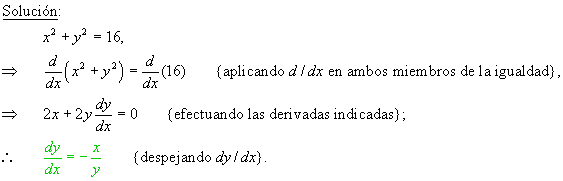 Solución:
x² + y² = 16,
⇒ d/dx (x² + y²) = d/dx (16) {aplicando d / dx en ambos miembros de la igualdad},
⇒ 2x + 2y dy/dx = 0 {efectuando las derivadas indicadas};
∴ dy/dx = − x/y {despejando dy / dx}.